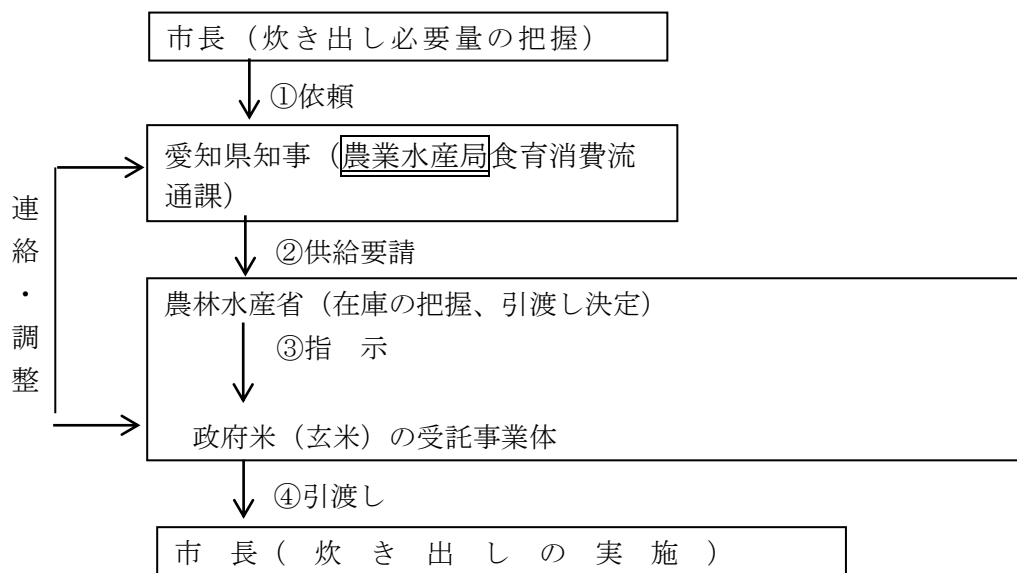 市長（炊き出し必要量の把握）
①依頼
愛知県知事（農業水産局食育消費流
通課）
②供給要請
連絡・調整
農林水産省（在庫の把握、引渡し決定）
③指　示
政府米（玄米）の受託事業体
④引渡し
市　長（　炊　き　出　し　の　実　施　）